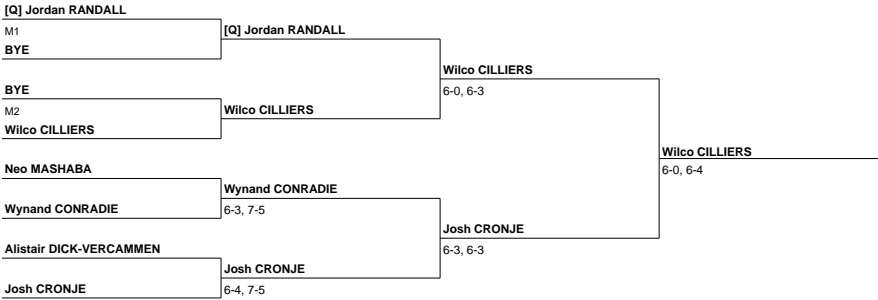 [Q] Jordan RANDALL
M1
BYE
BYE
M2
Wilco CILLIERS
Neo MASHABA
Wynand CONRADIE
Alistair DICK-VERCAMMEN
Josh CRONJE
[Q] Jordan RANDALL
Wilco CILLIERS
Wynand CONRADIE
6-3, 7-5
Josh CRONJE
6-4, 7-5
Wilco CILLIERS
6-0, 6-3
Josh CRONJE
6-3, 6-3
Wilco CILLIERS
6-0, 6-4